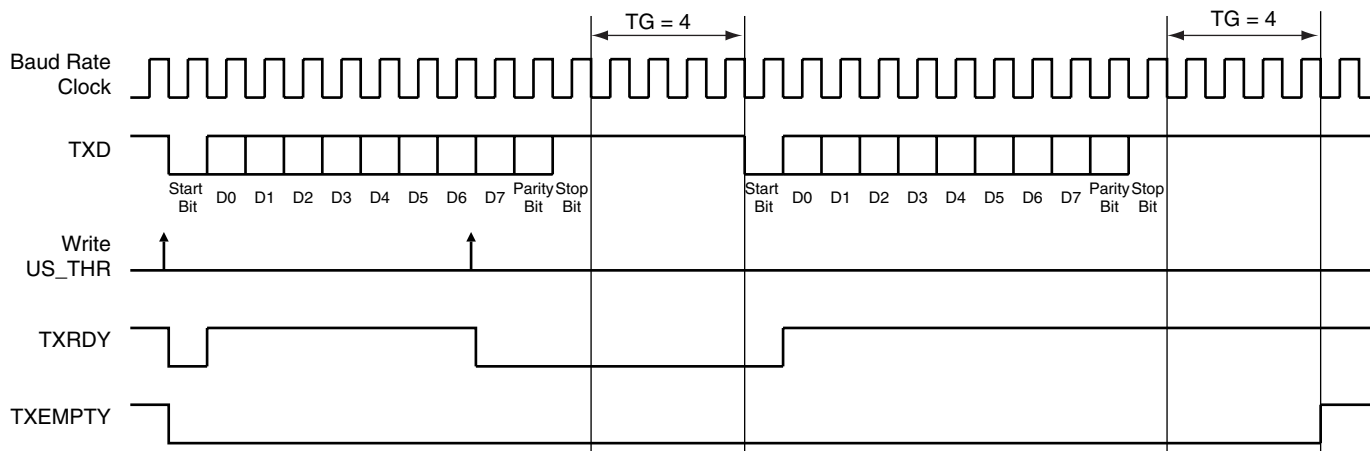 TG = 4
TG = 4
Baud Rate
Clock
TXD
Start
Bit
D0
D1
D2
D3
D4
D5
D6
D7
Parity
Bit
Stop
Bit
Start
Bit
D0
D1
D2
D3
D4
D5
D6
D7
Parity
Bit
Stop
Bit
Write
US_THR
TXRDY
TXEMPTY